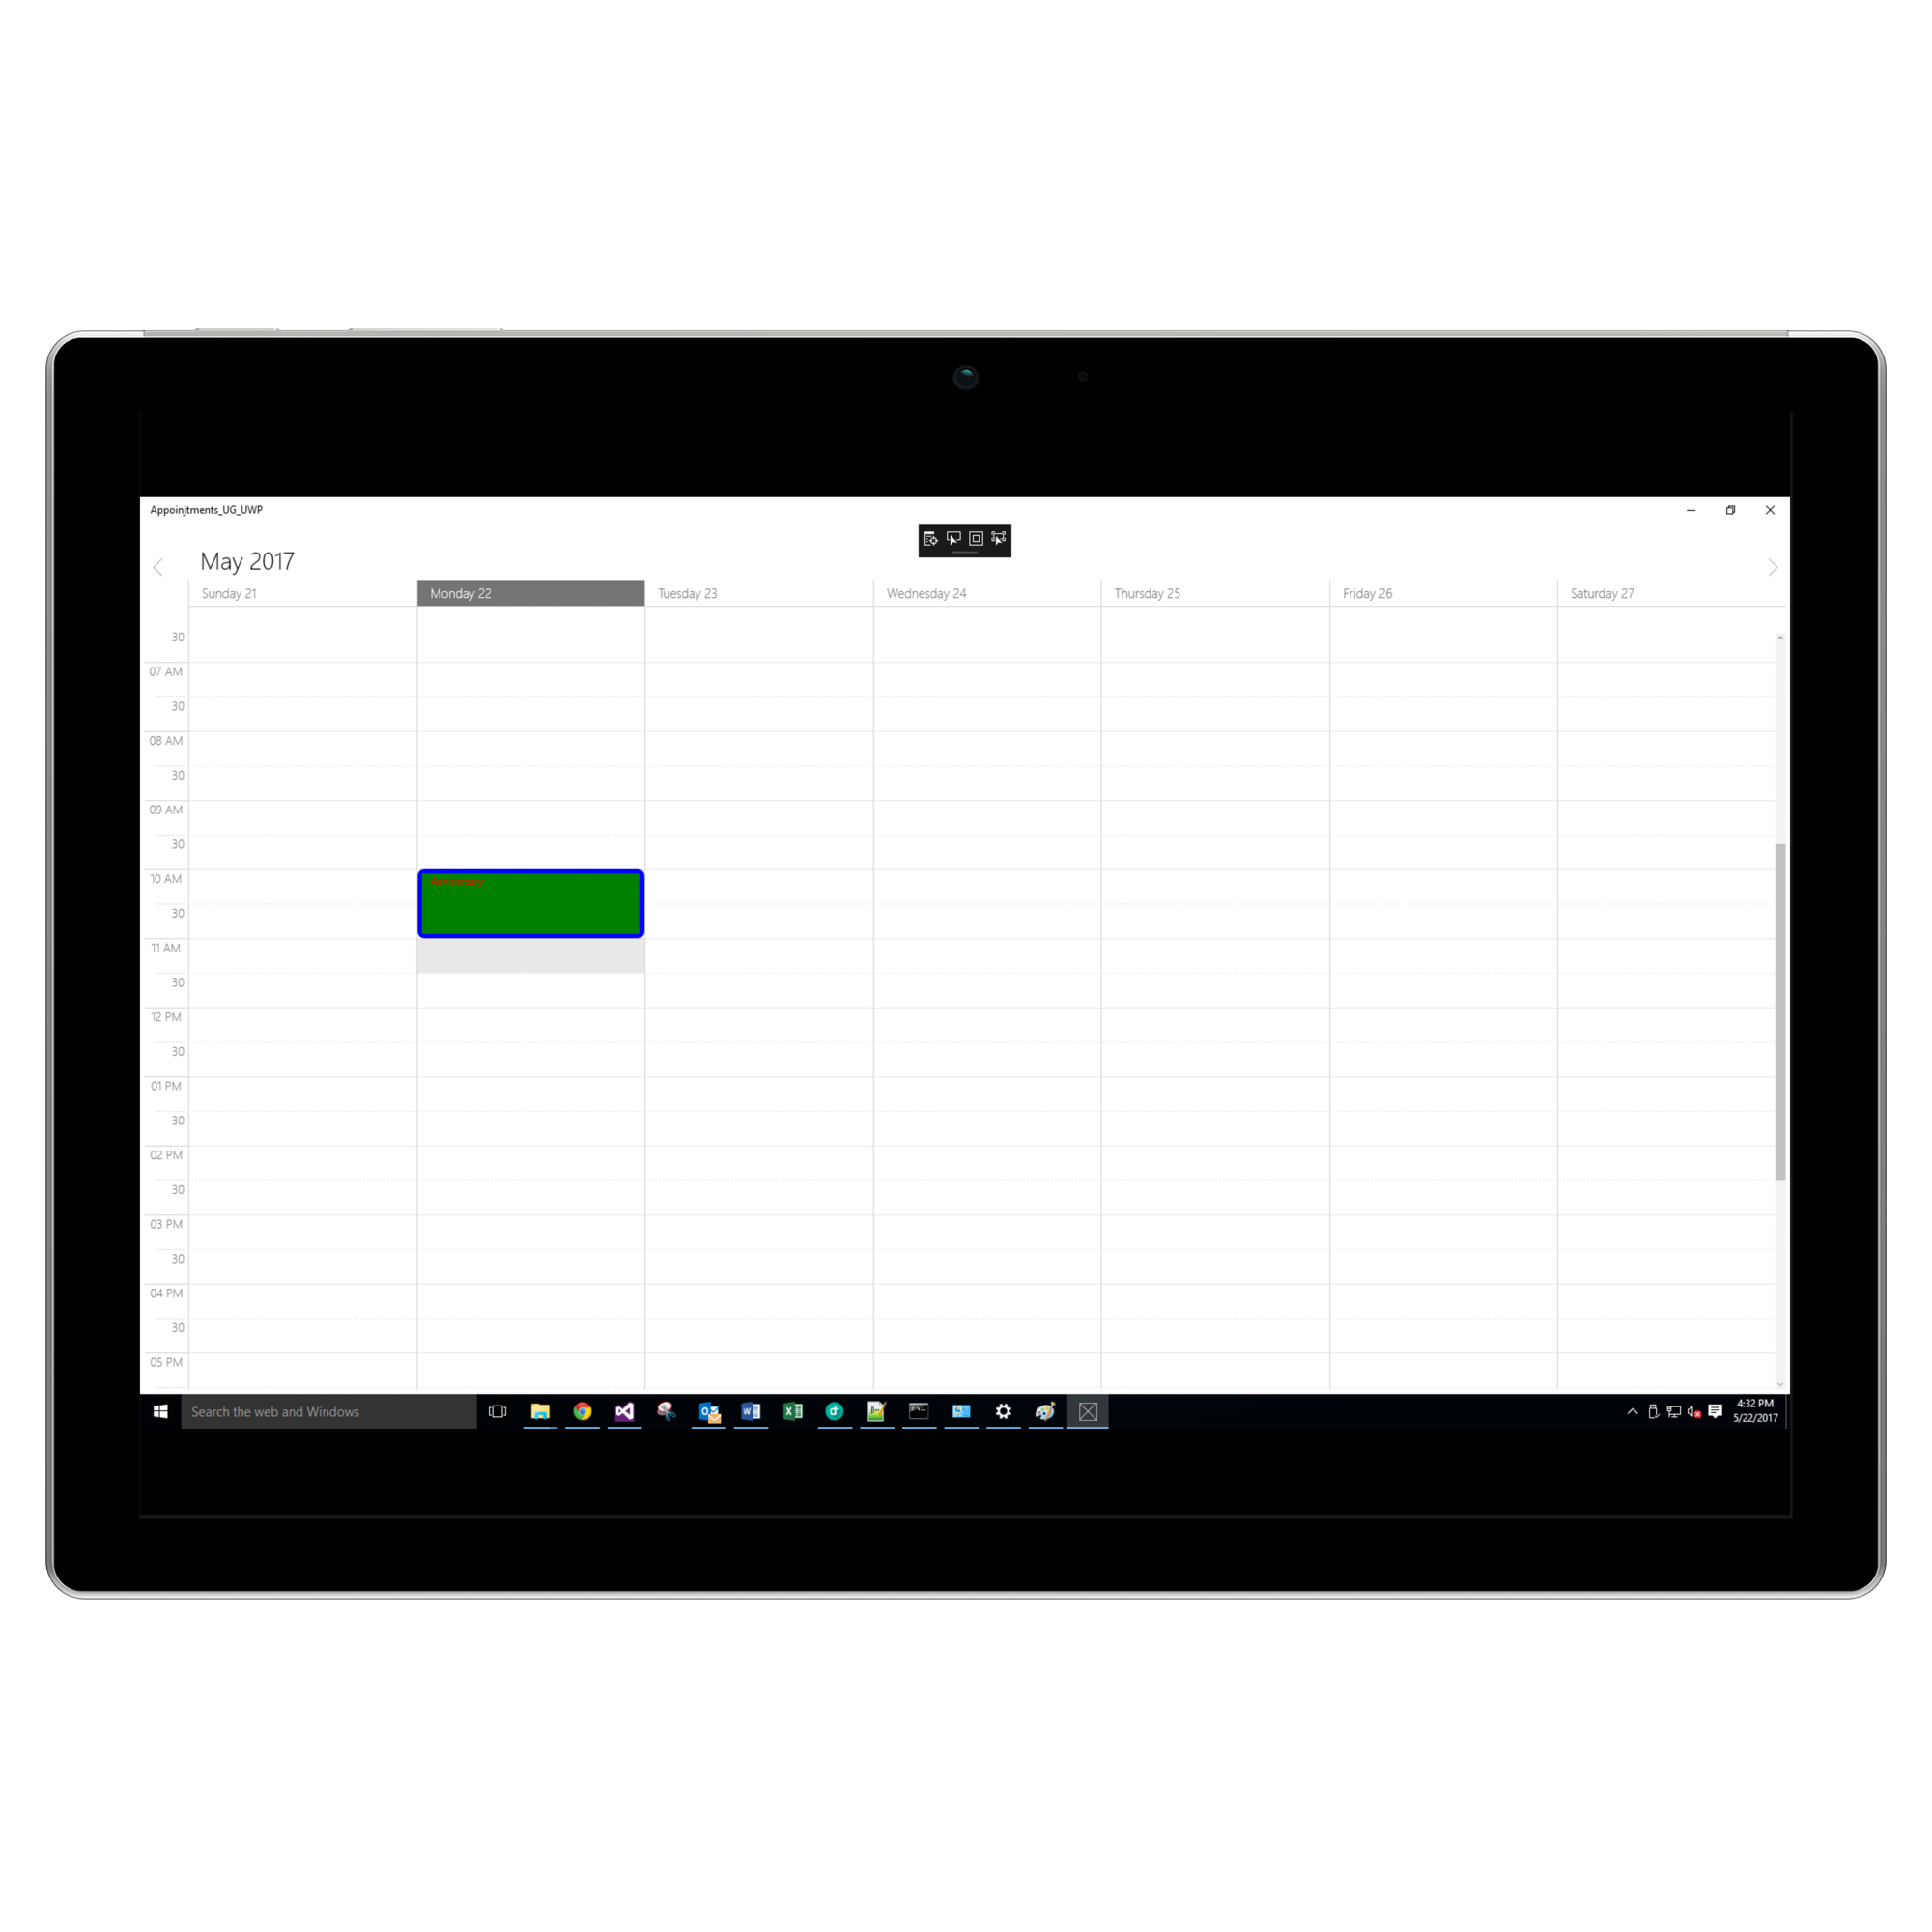 Appoinjtments_UG_UWP
May 2017
Sunday 21
Monday 22
Tuesday 23
Wednesday 24
Thursday 25
Friday 26
Saturday 27
30
07 AM
30
08 AM
30
09 AM
30
10 AM
30
11 AM
30
12 PM
30
01 PM
30
02 PM
30
03 PM
30
04 PM
30
05 PM
Search the web and Windows
4:32 PM
5/22/2017